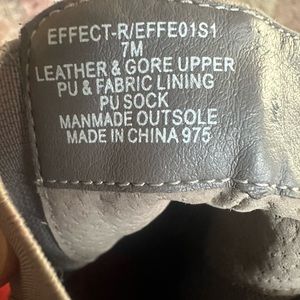 EFFECT-R/EFFE01S1
7M
LEATHER & GORE UPPER
PU & FABRIC LINING
PU SOCK
MANMADE OUTSOLE
MADE IN CHINA 975